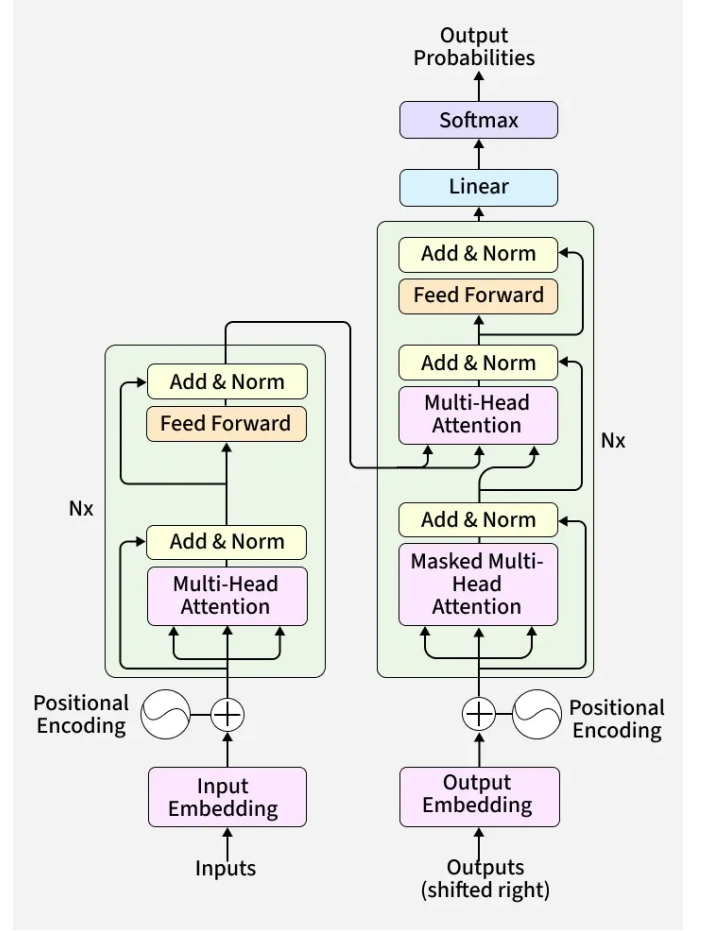 Output
Probabilities
Softmax
Linear
Add & Norm
Feed Forward
Add & Norm
Multi-Head
Attention
Nx
Add & Norm
Masked Multi-
Head
Attention
Positional
Encoding
Output
Embedding
Outputs
(shifted right)
Add & Norm
Feed Forward
Nx
Add & Norm
Multi-Head
Attention
Positional
Encoding
Input
Embedding
Inputs